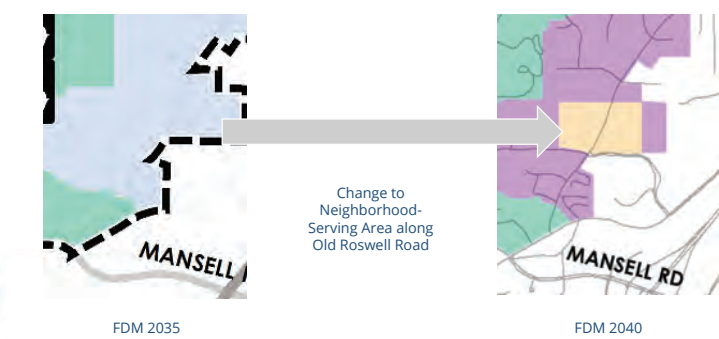 Change to
Neighborhood-
Serving Area along
Old Roswell Road
MANSELL
MANSELL RD
FDM 2035
FDM 2040